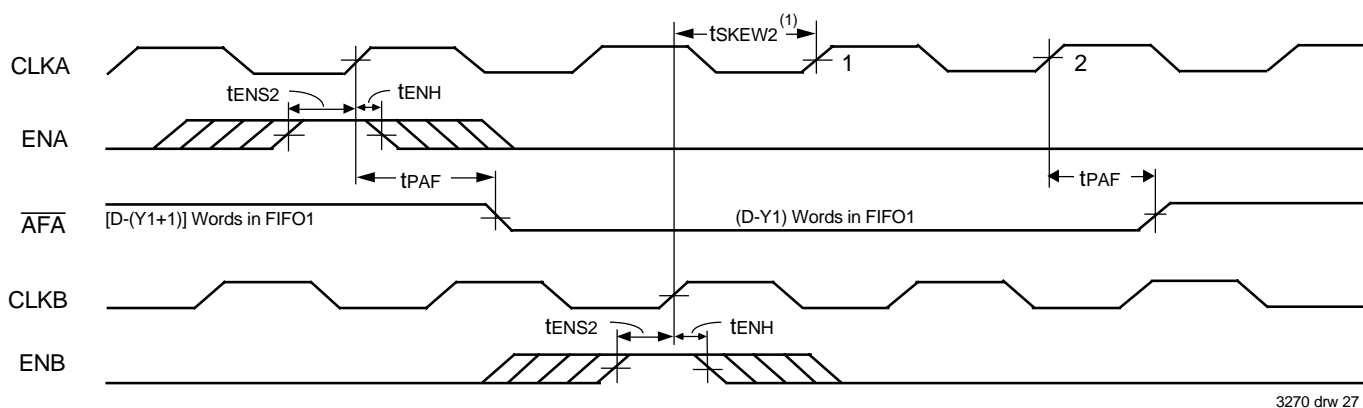 tSKEW2 (1)
CLKA
1
2
tENS2
tENH
ENA
tPAF
tPAF
AFA
[D-(Y1+1)] Words in FIFO1
(D-Y1) Words in FIFO1
CLKB
tENS2
tENH
ENB
3270 drw 27